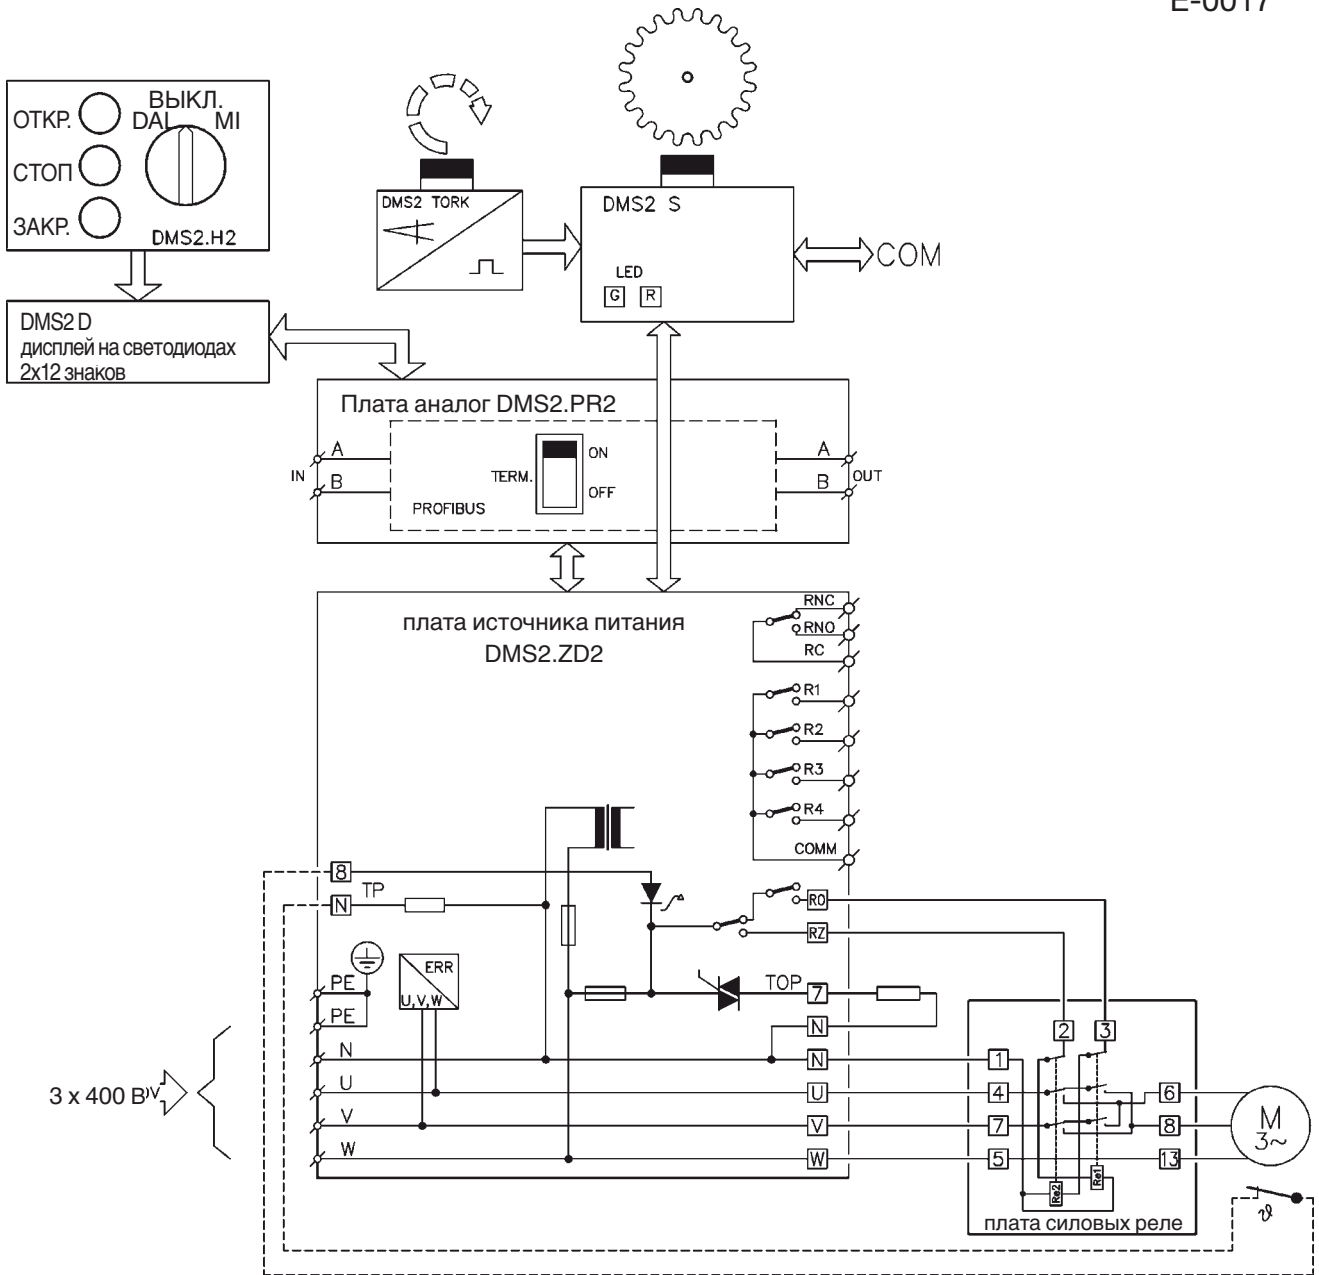 E-0017
ВЫКЛ.
ОТКР.
DAL
MI
СТОП
ЗАКР.
DMS2.H2
DMS2 TORK
DMS2 S
LED
G
R
COM
DMS2 D
дисплей на светодиодах
2x12 знаков
Плата аналог DMS2.PR2
IN
A
B
TERM.
ON
OFF
PROFIBUS
A
B
OUT
плата источника питания
DMS2.ZD2
RNC
RNO
RC
R1
R2
R3
R4
COMM
8
TP
N
RO
RZ
ERR
U,V,W
TOP
7
PE
PE
N
N
N
U
U
V
V
W
W
3 x 400 В
1
4
7
5
2
3
6
8
13
Re2
Re1
плата силовых реле
M
3~
ϑ